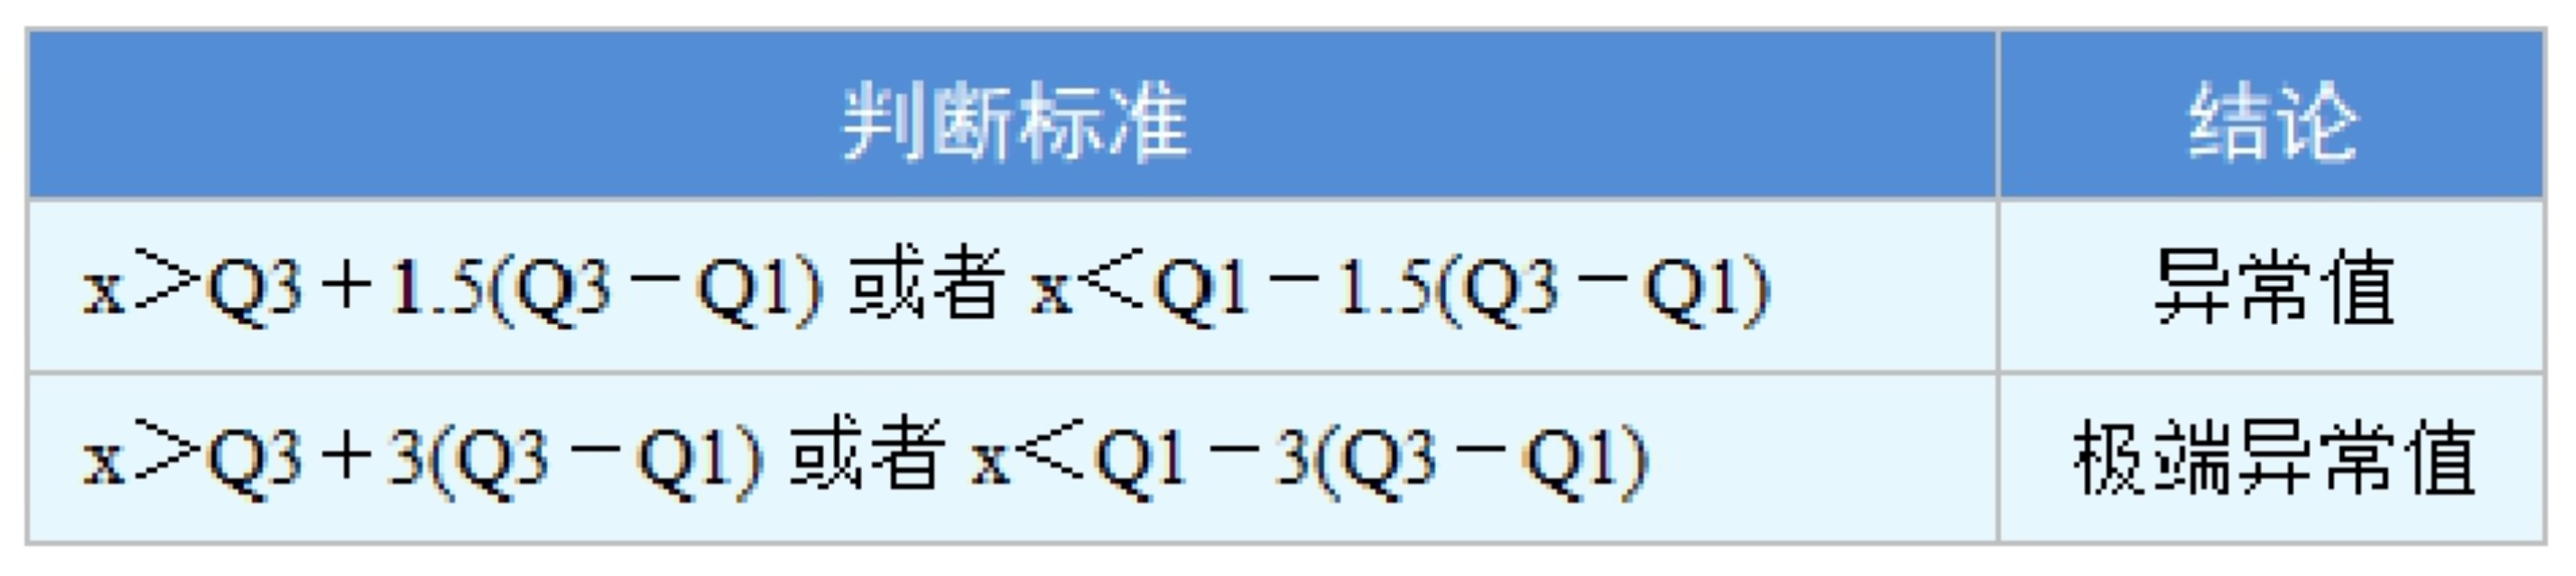 判断标准 结论
x＞Q3＋1.5(Q3－Q1) 或者 x＜Q1－1.5(Q3－Q1) 异常值
x＞Q3＋3(Q3－Q1) 或者 x＜Q1－3(Q3－Q1) 极端异常值